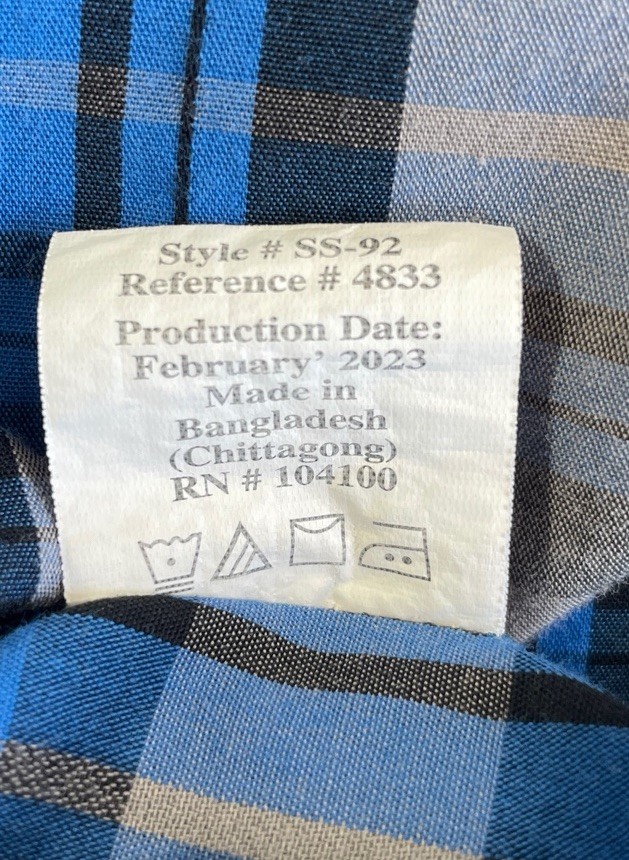 Style # SS-92
Reference # 4833
Production Date:
February' 2023
Made in
Bangladesh
(Chittagong)
RN # 104100